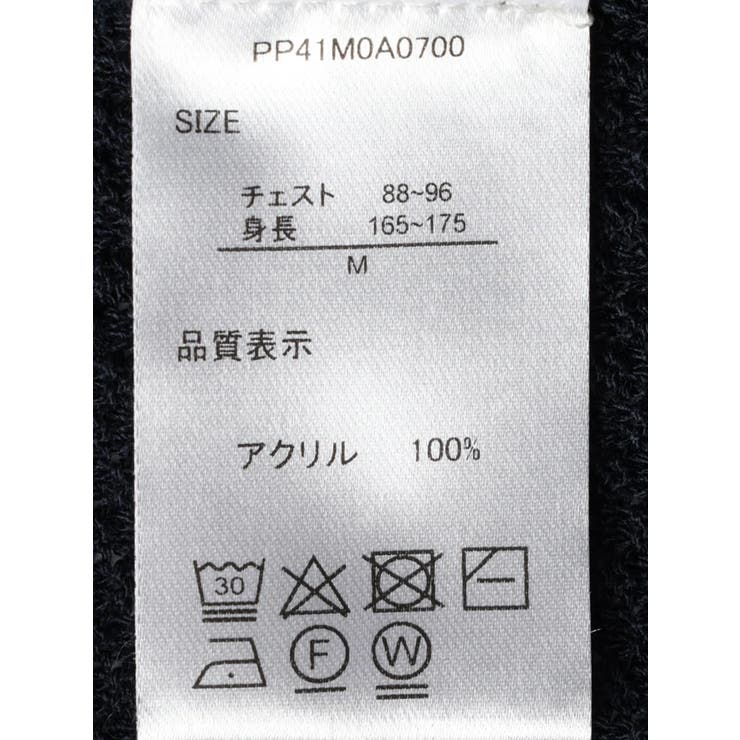 PP41M0A0700
SIZE
チェスト 88~96
身長 165~175
M
品質表示
アクリル 100%
30
F W